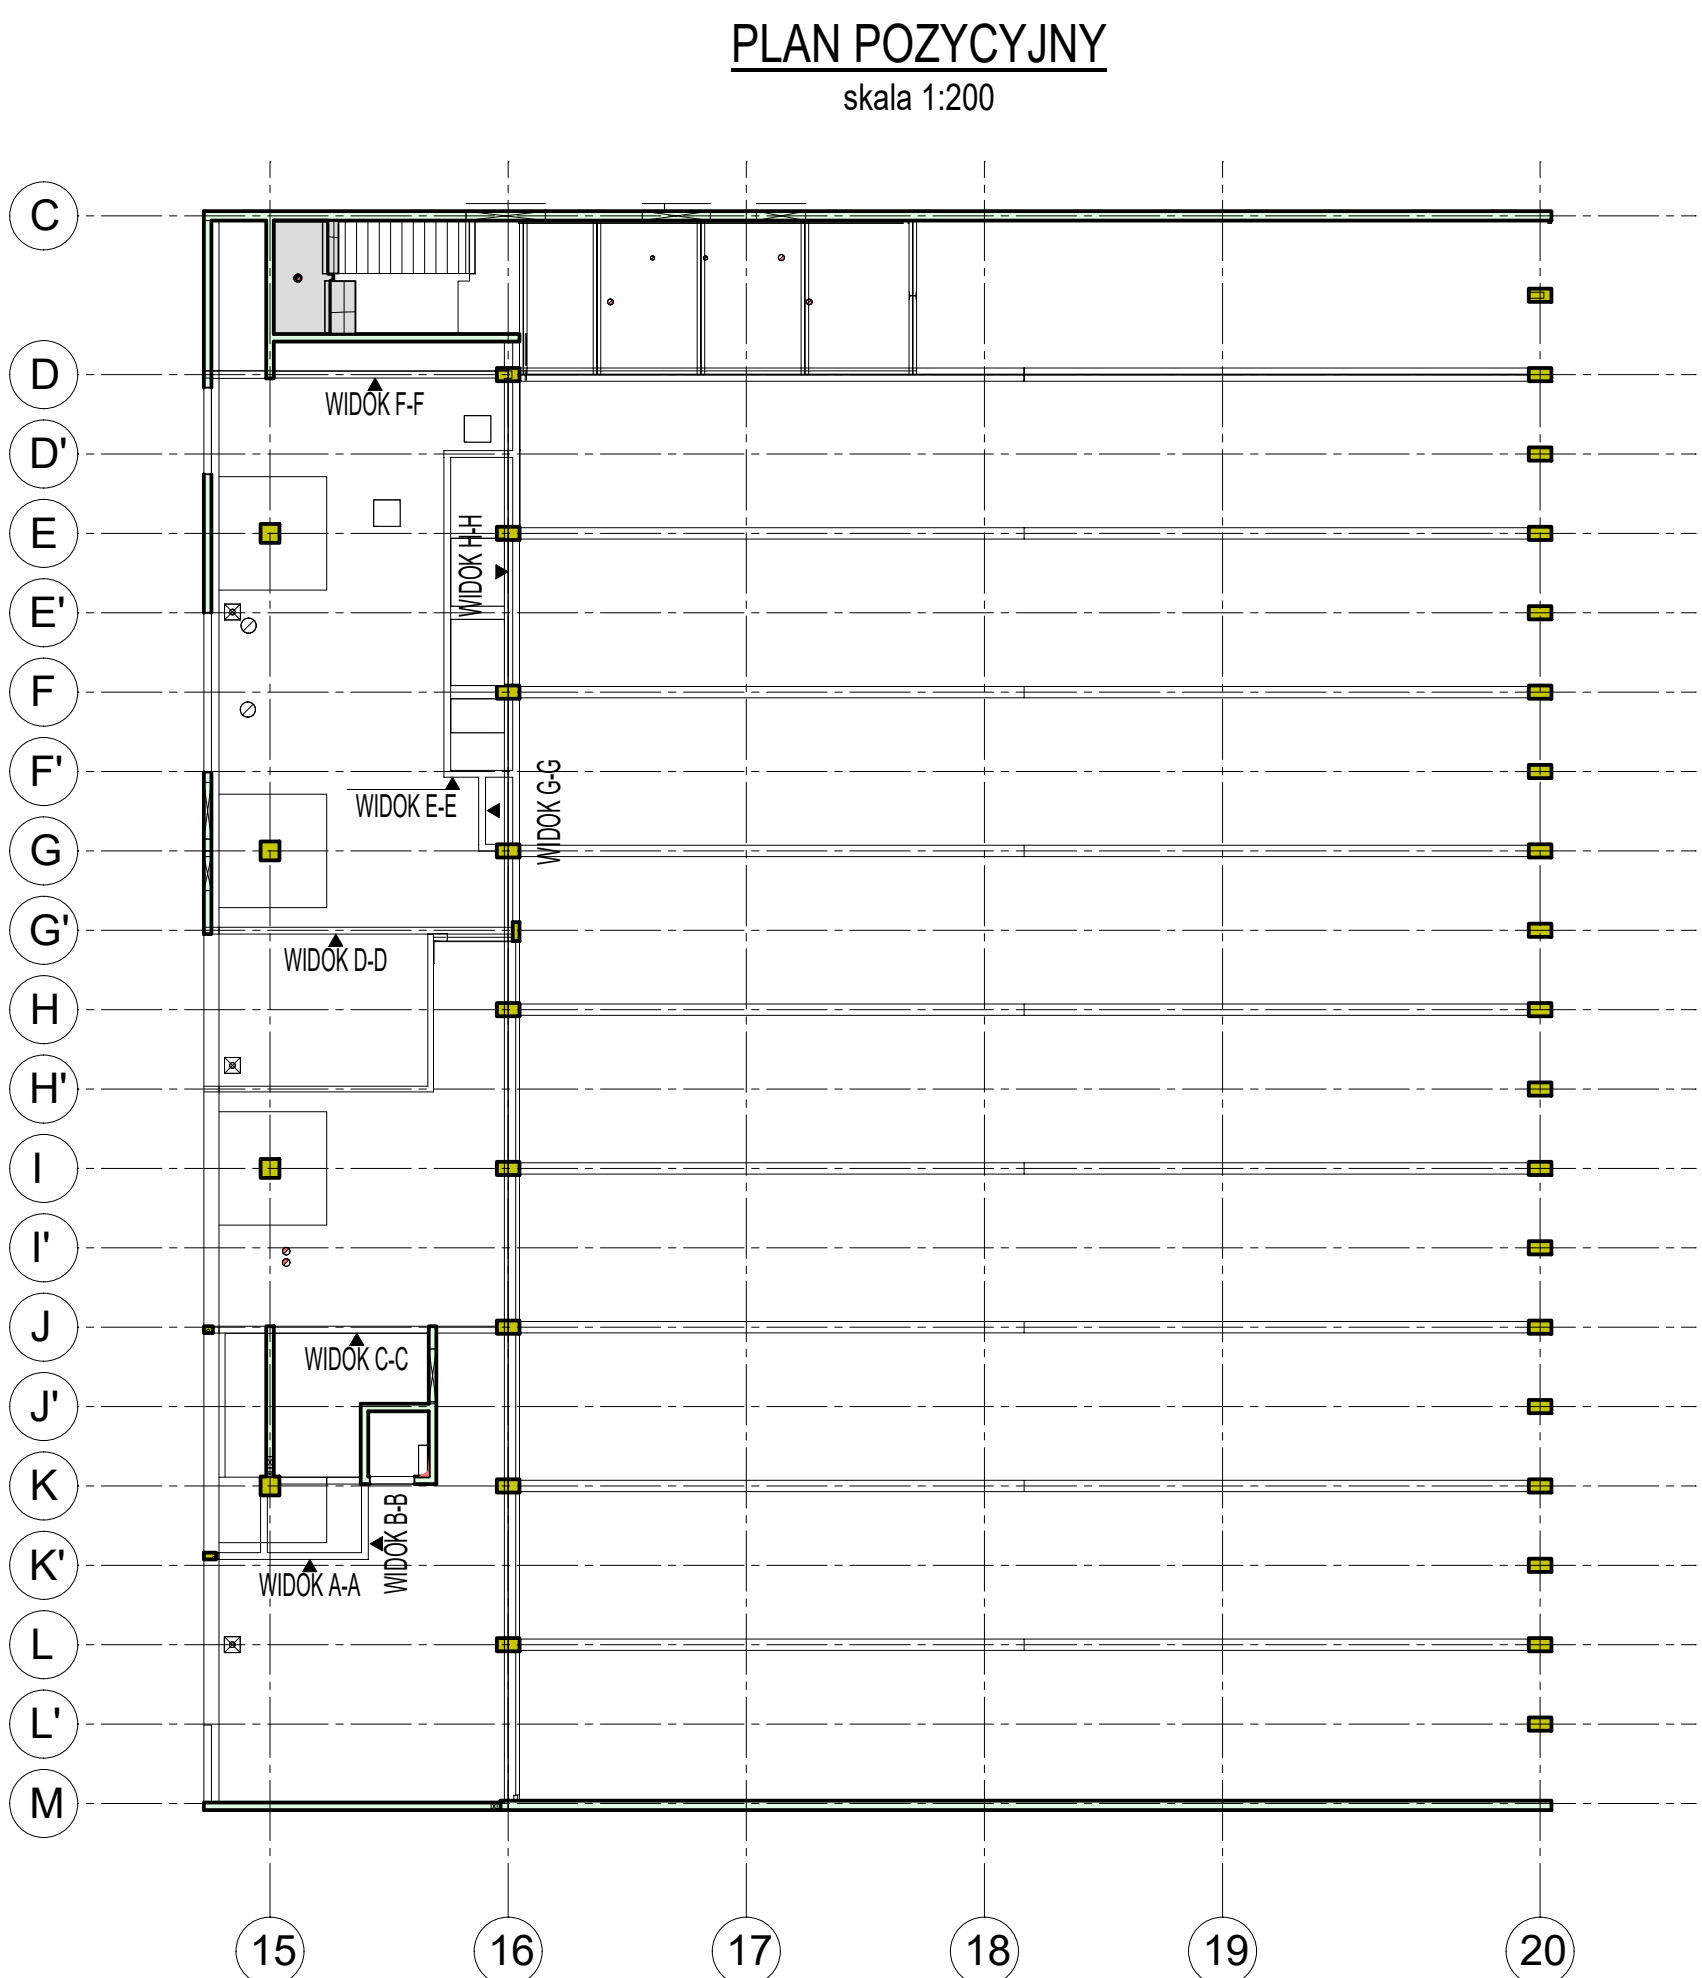 PLAN POZYCYJNY
skala 1:200
C
D
WIDOK F-F
D'
E
WIDOK H-H
E'
F
F'
WIDOK E-E
WIDOK G-G
G
G'
WIDOK D-D
H
H'
I
I'
J
WIDOK C-C
J'
K
WIDOK B-B
K'
WIDOK A-A
L
L'
M
15 16 17 18 19 20